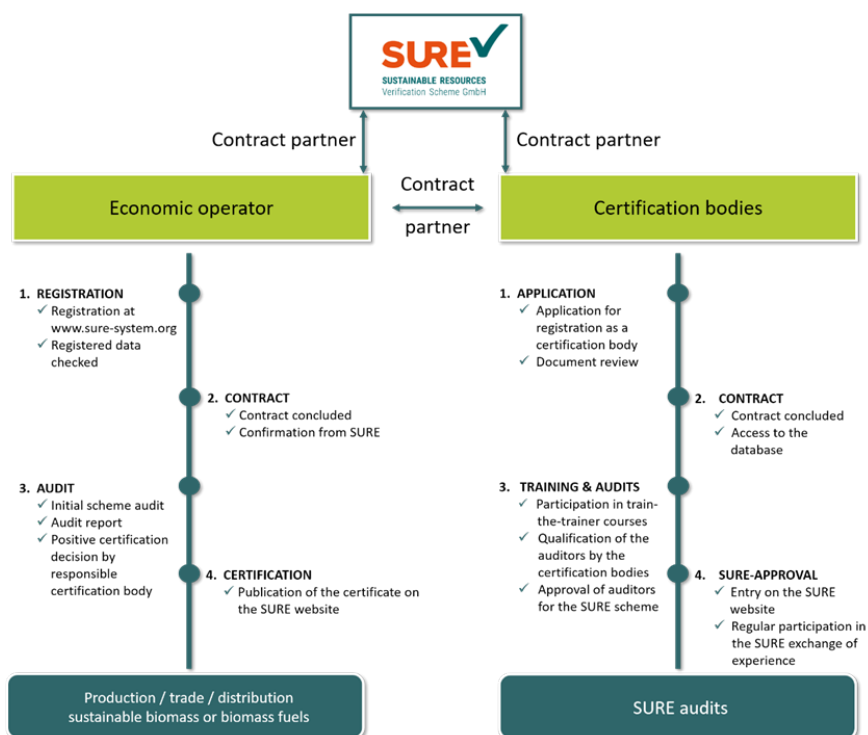 SURE
SUSTAINABLE RESOURCES
Verification Scheme GmbH
Contract partner
Contract partner
Economic operator
Contract
partner
Certification bodies
1. REGISTRATION
✓ Registration at
www.sure-system.org
✓ Registered data
checked
2. CONTRACT
✓ Contract concluded
✓ Confirmation from SURE
3. AUDIT
✓ Initial scheme audit
✓ Audit report
✓ Positive certification
decision by
responsible
certification body
4. CERTIFICATION
✓ Publication of the certificate on
the SURE website
Production / trade / distribution
sustainable biomass or biomass fuels
1. APPLICATION
✓ Application for
registration as a
certification body
✓ Document review
2. CONTRACT
✓ Contract concluded
✓ Access to the
database
3. TRAINING & AUDITS
✓ Participation in train-
the-trainer courses
✓ Qualification of the
auditors by the
certification bodies
✓ Approval of auditors
for the SURE scheme
4. SURE-APPROVAL
✓ Entry on the SURE
website
✓ Regular participation in
the SURE exchange of
experience
SURE audits